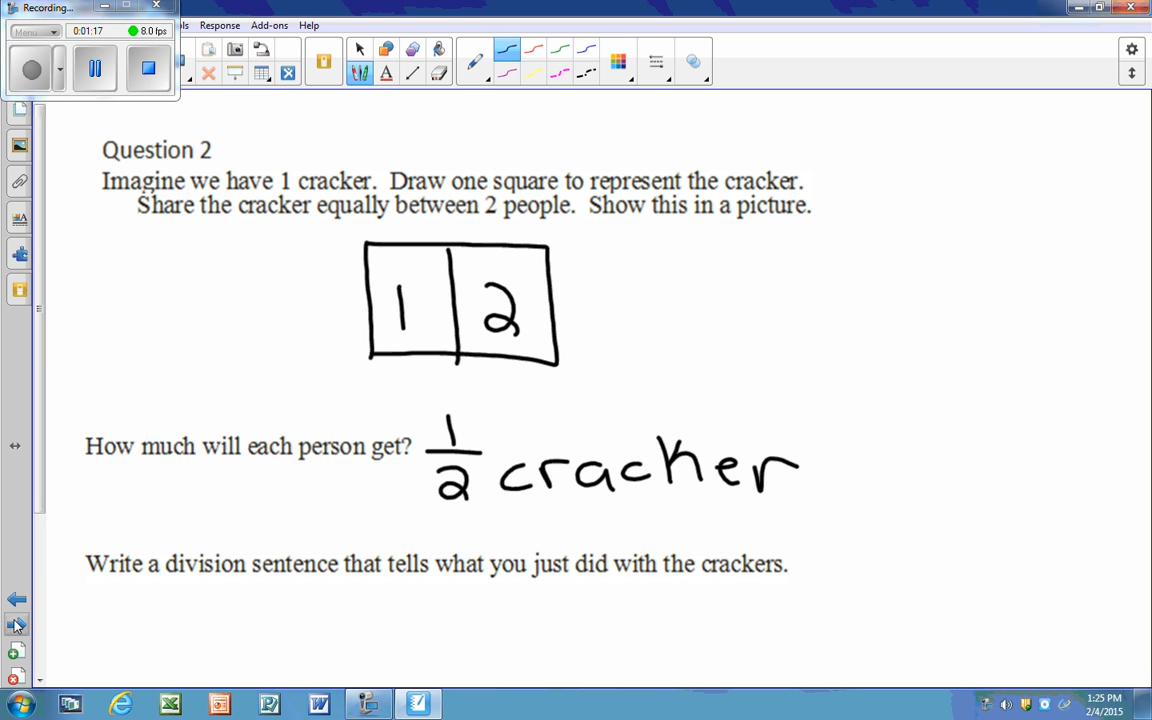 Recording...
Menu
0:01:17
8.0 fps
Response
Add-ons
Help
Question 2
Imagine we have 1 cracker. Draw one square to represent the cracker.
Share the cracker equally between 2 people. Show this in a picture.
1 2
How much will each person get? 1/2 cracker
Write a division sentence that tells what you just did with the crackers.
1:25 PM
2/4/2015